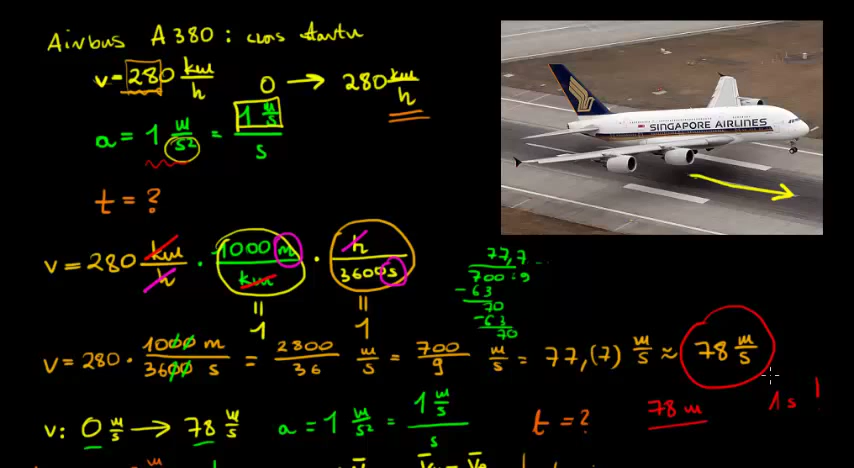 Airbus A380: czas startu
v = 280 km/h 0 → 280 km/h
a = 1 m/s² = 1 m/s / s
SINGAPORE AIRLINES
t = ?
v = 280 km/h · 1000 m / km · h / 3600 s
= 1 = 1
77,7...
700 : 9
- 63
70
- 63
70
v = 280 · 1000 m / 3600 s = 2800/36 m/s = 700/9 m/s = 77,(7) m/s ≈ 78 m/s
78 m 1 s !
v: 0 m/s → 78 m/s a = 1 m/s² = 1 m/s / s t = ?